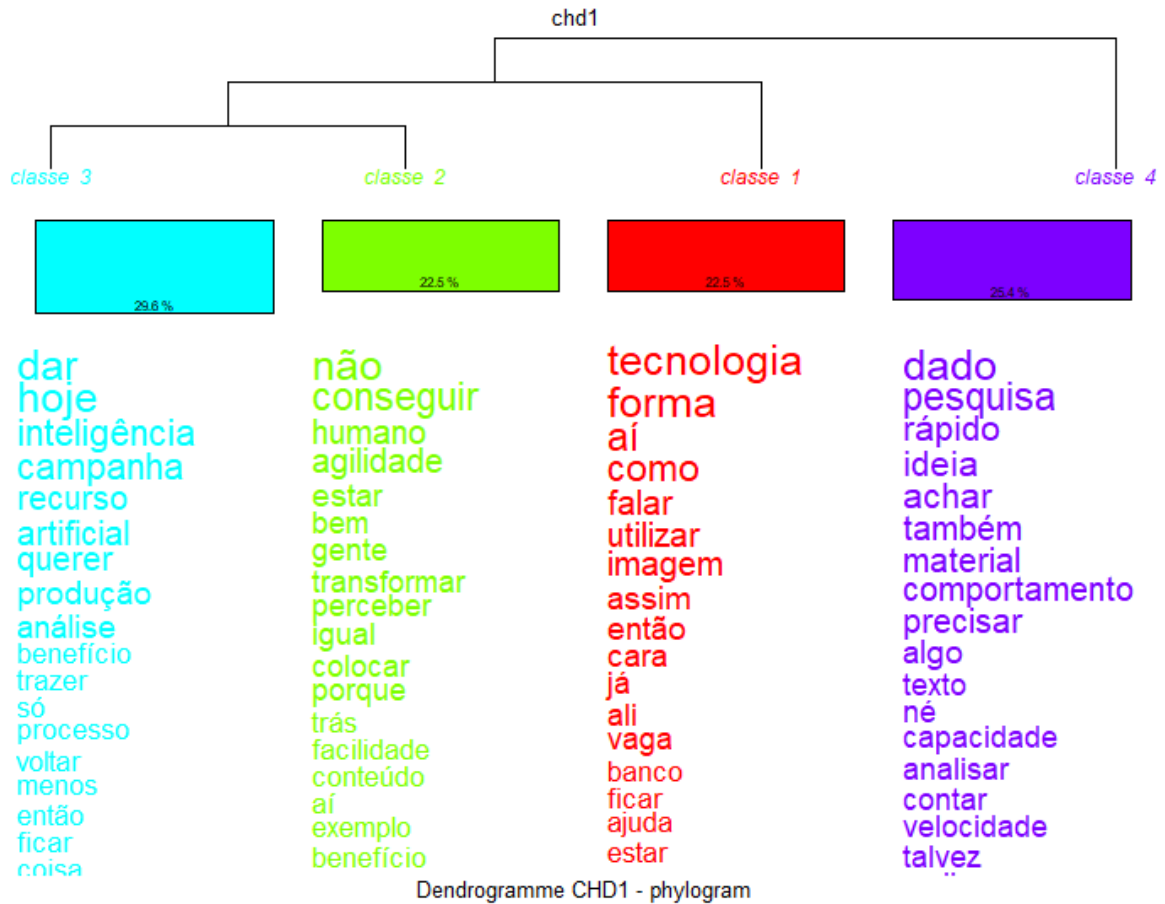 chd1
classe 3
classe 2
classe 1
classe 4
29.6 %
22.5 %
22.5 %
25.4 %
dar
hoje
inteligência
campanha
recurso
artificial
querer
produção
análise
benefício
trazer
só
processo
voltar
menos
então
ficar
coisa
não
conseguir
humano
agilidade
estar
bem
gente
transformar
perceber
igual
colocar
porque
trás
facilidade
conteúdo
aí
exemplo
benefício
tecnologia
forma
aí
como
falar
utilizar
imagem
assim
então
cara
já
ali
vaga
banco
ficar
ajuda
estar
dado
pesquisa
rápido
ideia
achar
também
material
comportamento
precisar
algo
texto
né
capacidade
analisar
contar
velocidade
talvez
Dendrogramme CHD1 - phylogram